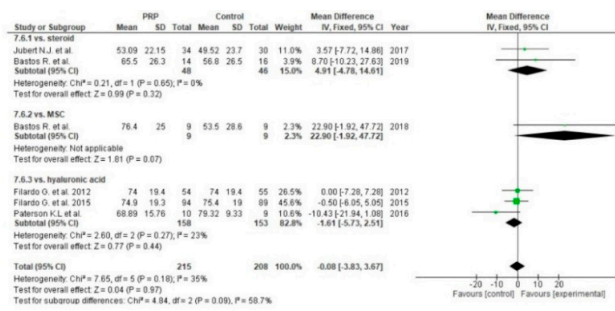 PRP Control Mean Difference Mean Difference
Study or Subgroup Mean SD Total Mean SD Total Weight IV, Fixed, 95% CI Year IV, Fixed, 95% CI
7.6.1 vs. steroid
Jubert N.J. et al. 53.09 22.15 34 49.52 23.7 30 11.0% 3.57 [-7.72, 14.86] 2017
Bastos R. et al. 65.5 26.3 14 56.8 26.5 16 3.9% 8.70 [-10.23, 27.63] 2019
Subtotal (95% CI) 48 46 15.0% 4.91 [-4.78, 14.61]
Heterogeneity: Chi² = 0.21, df = 1 (P = 0.65); I² = 0%
Test for overall effect: Z = 0.99 (P = 0.32)
7.6.2 vs. MSC
Bastos R. et al. 76.4 25 9 53.5 28.6 9 2.3% 22.90 [-1.92, 47.72] 2018
Subtotal (95% CI) 9 9 2.3% 22.90 [-1.92, 47.72]
Heterogeneity: Not applicable
Test for overall effect: Z = 1.81 (P = 0.07)
7.6.3 vs. hyaluronic acid
Filardo G. et al. 2012 74 19.4 54 74 19.4 55 26.5% 0.00 [-7.28, 7.28] 2012
Filardo G. et al. 2015 74.9 19.3 94 75.4 19 89 45.6% -0.50 [-6.05, 5.05] 2015
Paterson K.L et al. 68.89 15.76 10 79.32 9.33 9 10.6% -10.43 [-21.94, 1.08] 2016
Subtotal (95% CI) 158 153 82.8% -1.61 [-5.73, 2.51]
Heterogeneity: Chi² = 2.60, df = 2 (P = 0.27); I² = 23%
Test for overall effect: Z = 0.77 (P = 0.44)
Total (95% CI) 215 208 100.0% -0.08 [-3.83, 3.67]
Heterogeneity: Chi² = 7.65, df = 5 (P = 0.18); I² = 35%
Test for overall effect: Z = 0.04 (P = 0.97)
Test for subgroup differences: Chi² = 4.84, df = 2 (P = 0.09), I² = 58.7%
-20 -10 0 10 20
Favours [control] Favours [experimental]